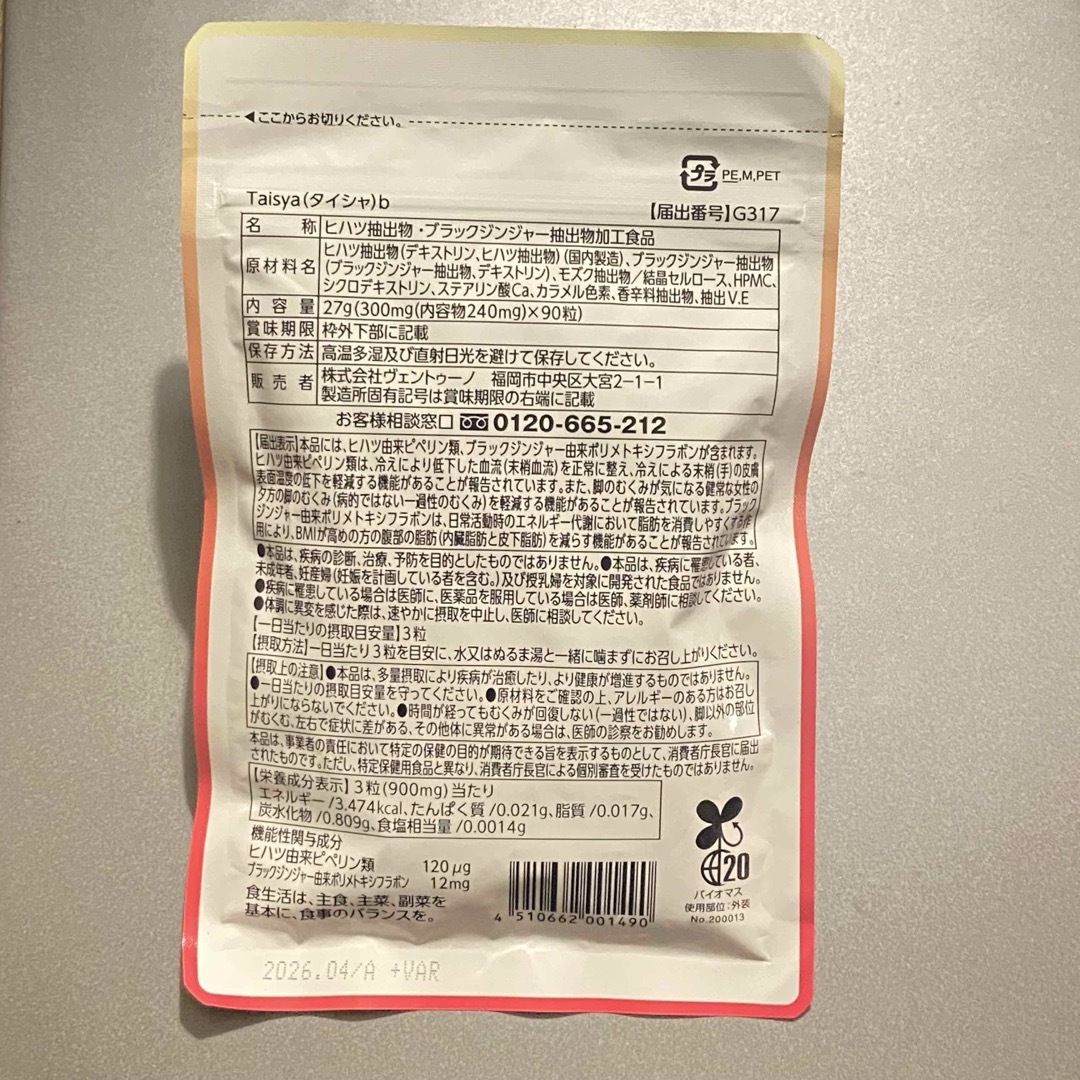 ◀ここからお切りください。
プラ PE,M,PET
Taisya(タイシャ)b
【届出番号】G317
名称 ヒハツ抽出物・ブラックジンジャー抽出物加工食品
原材料名 ヒハツ抽出物(デキストリン、ヒハツ抽出物)(国内製造)、ブラックジンジャー抽出物
(ブラックジンジャー抽出物、デキストリン)、モズク抽出物/結晶セルロース、HPMC、
シクロデキストリン、ステアリン酸Ca、カラメル色素、香辛料抽出物、抽出V.E
内容量 27g(300mg(内容物240mg)×90粒)
賞味期限 枠外下部に記載
保存方法 高温多湿及び直射日光を避けて保存してください。
販売者 株式会社ヴェントゥーノ 福岡市中央区大宮2-1-1
製造所固有記号は賞味期限の右端に記載
お客様相談窓口 0120-665-212
【届出表示】本品には、ヒハツ由来ピペリン類、ブラックジンジャー由来ポリメトキシフラボンが含まれます。
ヒハツ由来ピペリン類は、冷えにより低下した血流(末梢血流)を正常に整え、冷えによる末梢(手)の皮膚
表面温度の低下を軽減する機能があることが報告されています。また、脚のむくみが気になる健常な女性の
夕方の脚のむくみ(病的ではない一過性のむくみ)を軽減する機能があることが報告されています。ブラック
ジンジャー由来ポリメトキシフラボンは、日常活動時のエネルギー代謝において脂肪を消費しやすくする作
用により、BMIが高めの方の腹部の脂肪(内臓脂肪と皮下脂肪)を減らす機能があることが報告されています。
●本品は、疾病の診断、治療、予防を目的としたものではありません。●本品は、疾病に罹患している者、
未成年者、妊産婦(妊娠を計画している者を含む。)及び授乳婦を対象に開発された食品ではありません。
●疾病に罹患している場合は医師に、医薬品を服用している場合は医師、薬剤師に相談してください。
●体調に異変を感じた際は、速やかに摂取を中止し、医師に相談してください。
【一日当たりの摂取目安量】3粒
【摂取方法】一日当たり3粒を目安に、水又はぬるま湯と一緒に噛まずにお召し上がりください。
【摂取上の注意】●本品は、多量摂取により疾病が治癒したり、より健康が増進するものではありません。
●一日当たりの摂取目安量を守ってください。●原材料をご確認の上、アレルギーのある方はお召し
上がりにならないでください。●時間が経ってもむくみが回復しない(一過性ではない)、脚以外の部位
がむくむ、左右で症状に差がある、その他体に異常がある場合は、医師の診察をお勧めします。
本品は、事業者の責任において特定の保健の目的が期待できる旨を表示するものとして、消費者庁長官に届出
されたものです。ただし、特定保健用食品と異なり、消費者庁長官による個別審査を受けたものではありません。
【栄養成分表示】3粒(900mg)当たり
エネルギー/3.474kcal、たんぱく質/0.021g、脂質/0.017g、
炭水化物/0.809g、食塩相当量/0.0014g
機能性関与成分
ヒハツ由来ピペリン類 120μg
ブラックジンジャー由来ポリメトキシフラボン 12mg
食生活は、主食、主菜、副菜を
基本に、食事のバランスを。
4 510662 001490
20
バイオマス
使用部位:外装
No.200013
2026.04/A +VAR